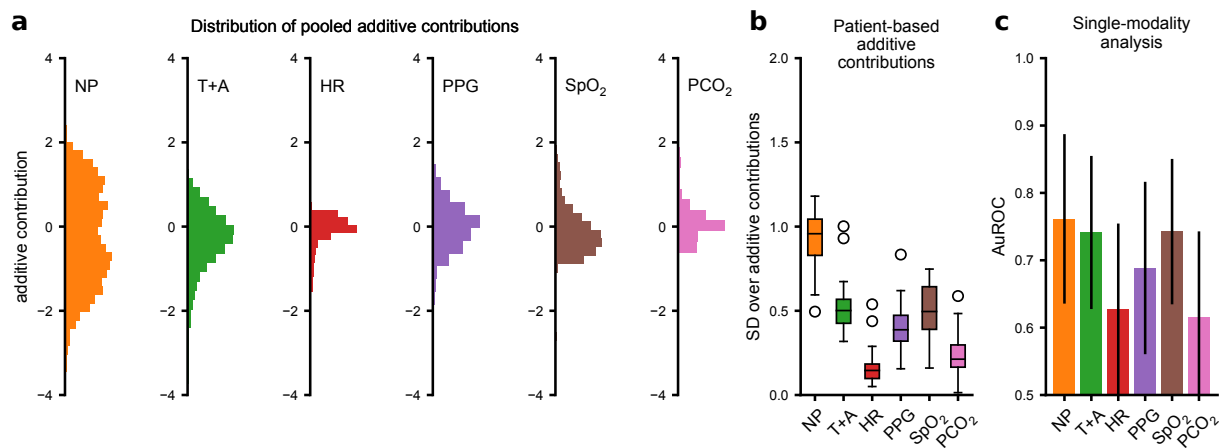 a
Distribution of pooled additive contributions
additive contribution
4
2
0
−2
−4
NP
4
2
0
−2
−4
T+A
4
2
0
−2
−4
HR
4
2
0
−2
−4
PPG
4
2
0
−2
−4
SpO₂
4
2
0
−2
−4
PCO₂
b
Patient-based
additive
contributions
SD over additive contributions
2.0
1.5
1.0
0.5
0.0
NP
T+A
HR
PPG
SpO₂
PCO₂
c
Single-modality
analysis
AuROC
1.0
0.9
0.8
0.7
0.6
0.5
NP
T+A
HR
PPG
SpO₂
PCO₂